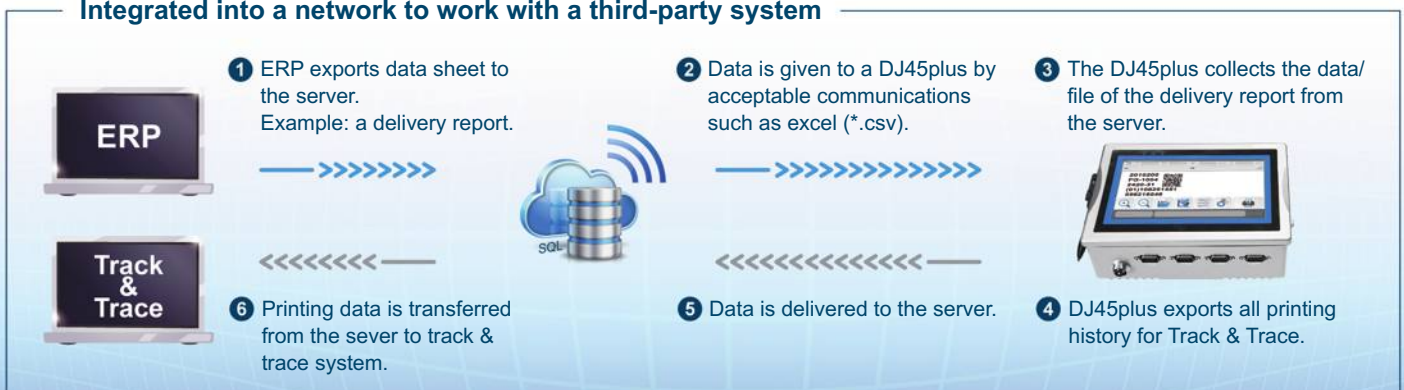 Integrated into a network to work with a third-party system
ERP
1 ERP exports data sheet to
the server.
Example: a delivery report.
2 Data is given to a DJ45plus by
acceptable communications
such as excel (*.csv).
3 The DJ45plus collects the data/
file of the delivery report from
the server.
SQL
Track
&
Trace
6 Printing data is transferred
from the sever to track &
trace system.
5 Data is delivered to the server.
4 DJ45plus exports all printing
history for Track & Trace.